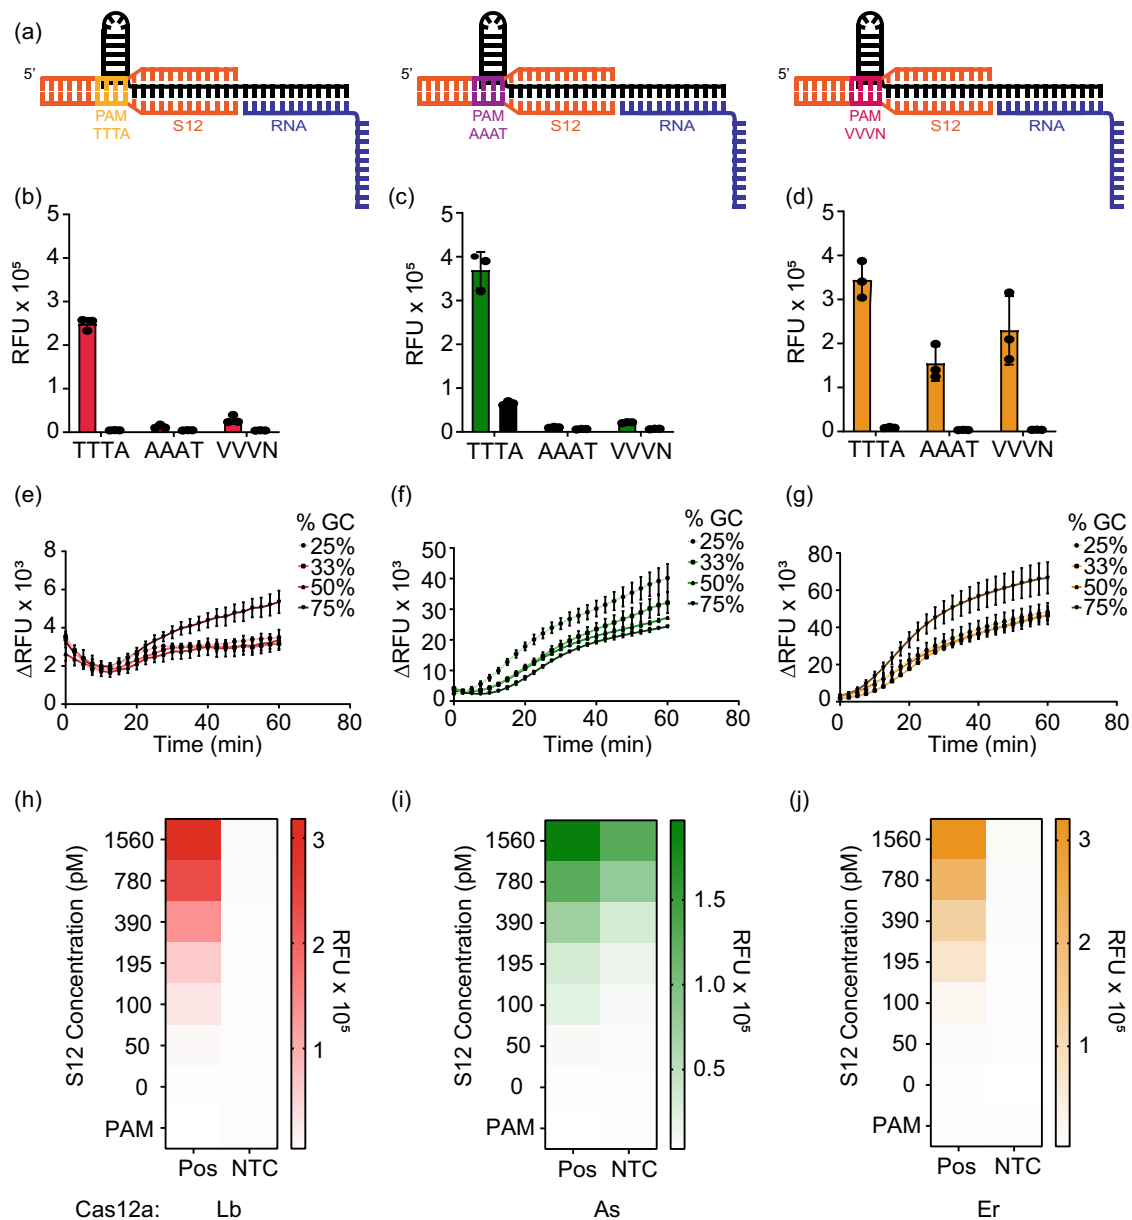 (a)
5' 5' 5'
PAM PAM PAM
TTTA S12 RNA AAAT S12 RNA VVVN S12 RNA
(b) (c) (d)
RFU x 10⁵
5
4
3
2
1
0
TTTA AAAT VVVN
RFU x 10⁵
5
4
3
2
1
0
TTTA AAAT VVVN
RFU x 10⁵
5
4
3
2
1
0
TTTA AAAT VVVN
(e)
ΔRFU x 10³
8
6
4
2
0
0 20 40 60 80
Time (min)
% GC
25%
33%
50%
75%
(f)
ΔRFU x 10³
50
40
30
20
10
0
0 20 40 60 80
Time (min)
% GC
25%
33%
50%
75%
(g)
ΔRFU x 10³
80
60
40
20
0
0 20 40 60 80
Time (min)
% GC
25%
33%
50%
75%
(h)
S12 Concentration (pM)
1560
780
390
195
100
50
0
PAM
Pos NTC
3
2
1
RFU x 10⁵
(i)
S12 Concentration (pM)
1560
780
390
195
100
50
0
PAM
Pos NTC
1.5
1.0
0.5
RFU x 10⁵
(j)
S12 Concentration (pM)
1560
780
390
195
100
50
0
PAM
Pos NTC
3
2
1
RFU x 10⁵
Cas12a: Lb As Er